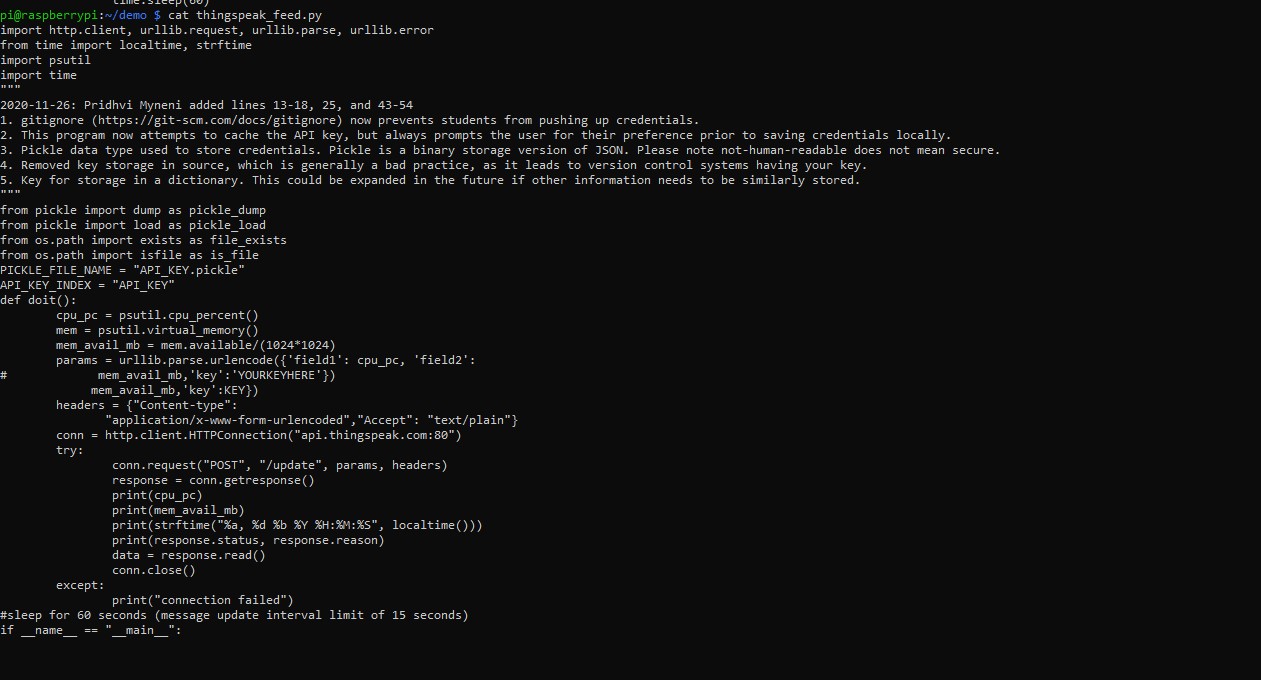 time.sleep(60)
pi@raspberrypi:~/demo $ cat thingspeak_feed.py
import http.client, urllib.request, urllib.parse, urllib.error
from time import localtime, strftime
import psutil
import time
"""
2020-11-26: Pridhvi Myneni added lines 13-18, 25, and 43-54
1. gitignore (https://git-scm.com/docs/gitignore) now prevents students from pushing up credentials.
2. This program now attempts to cache the API key, but always prompts the user for their preference prior to saving credentials locally.
3. Pickle data type used to store credentials. Pickle is a binary storage version of JSON. Please note not-human-readable does not mean secure.
4. Removed key storage in source, which is generally a bad practice, as it leads to version control systems having your key.
5. Key for storage in a dictionary. This could be expanded in the future if other information needs to be similarly stored.
"""
from pickle import dump as pickle_dump
from pickle import load as pickle_load
from os.path import exists as file_exists
from os.path import isfile as is_file
PICKLE_FILE_NAME = "API_KEY.pickle"
API_KEY_INDEX = "API_KEY"
def doit():
        cpu_pc = psutil.cpu_percent()
        mem = psutil.virtual_memory()
        mem_avail_mb = mem.available/(1024*1024)
        params = urllib.parse.urlencode({'field1': cpu_pc, 'field2':
#             mem_avail_mb,'key':'YOURKEYHERE'})
             mem_avail_mb,'key':KEY})
        headers = {"Content-type":
               "application/x-www-form-urlencoded","Accept": "text/plain"}
        conn = http.client.HTTPConnection("api.thingspeak.com:80")
        try:
                conn.request("POST", "/update", params, headers)
                response = conn.getresponse()
                print(cpu_pc)
                print(mem_avail_mb)
                print(strftime("%a, %d %b %Y %H:%M:%S", localtime()))
                print(response.status, response.reason)
                data = response.read()
                conn.close()
        except:
                print("connection failed")
#sleep for 60 seconds (message update interval limit of 15 seconds)
if __name__ == "__main__":